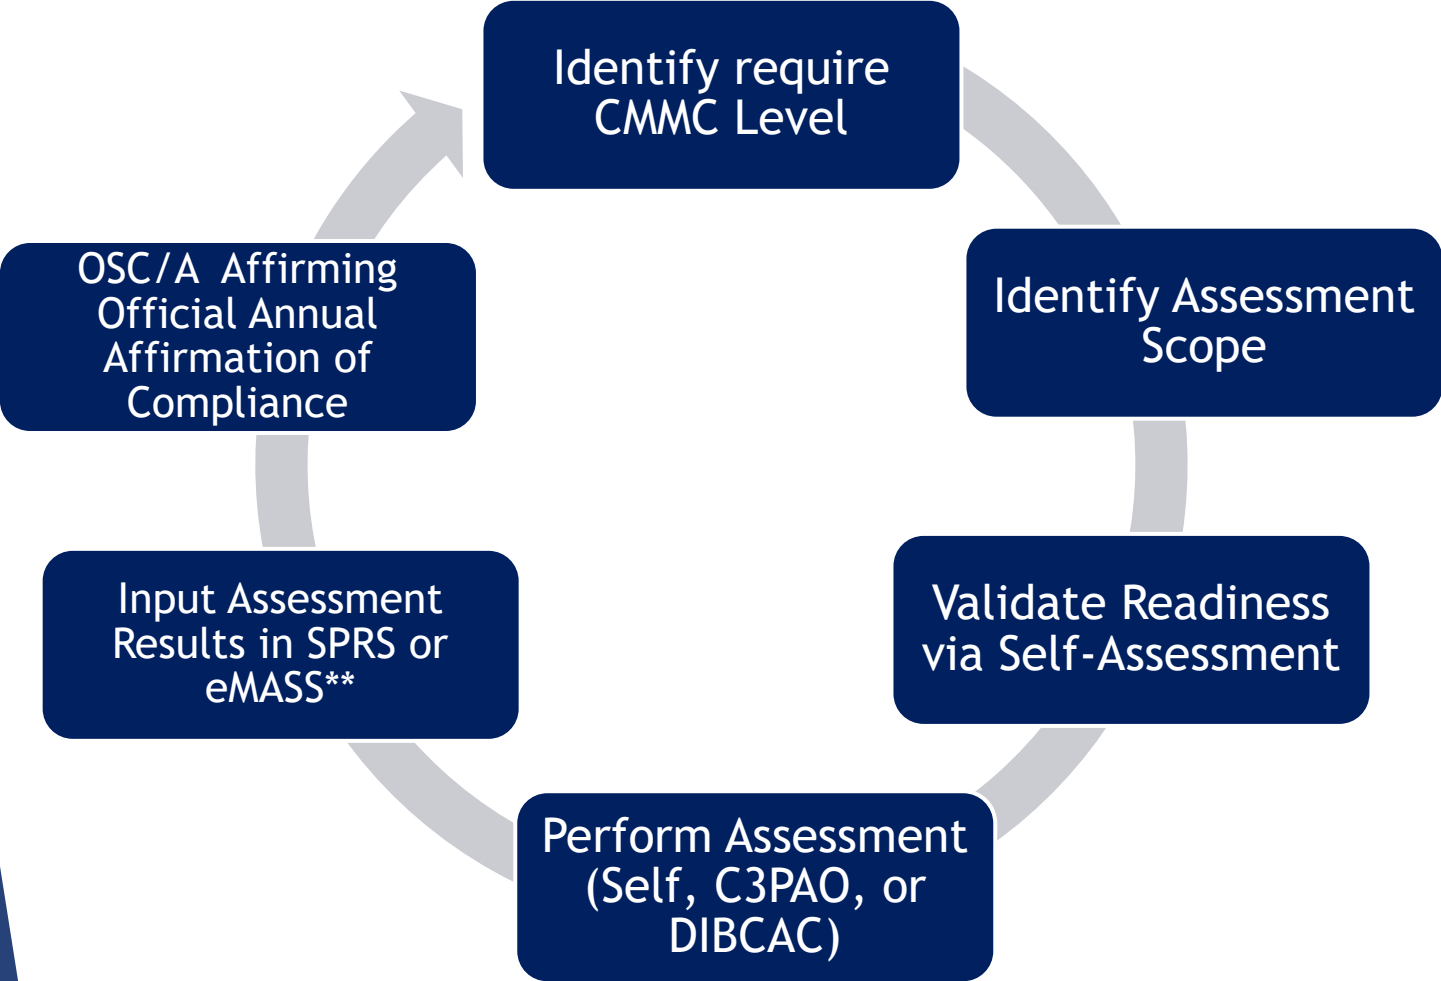 Identify require
CMMC Level
Identify Assessment
Scope
Validate Readiness
via Self-Assessment
Perform Assessment
(Self, C3PAO, or
DIBCAC)
Input Assessment
Results in SPRS or
eMASS**
OSC/A  Affirming
Official Annual
Affirmation of
Compliance